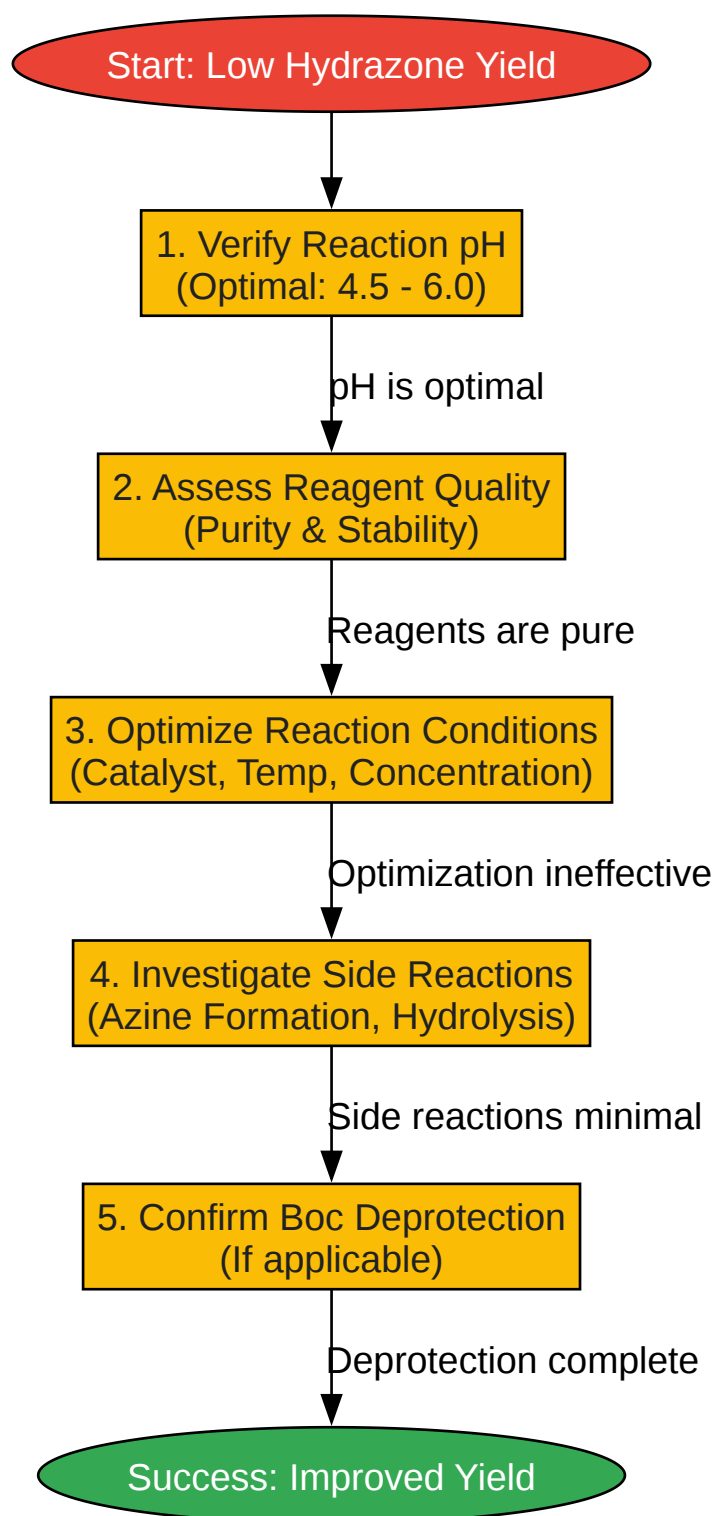 Start: Low Hydrazone Yield
1. Verify Reaction pH
(Optimal: 4.5 - 6.0)
pH is optimal
2. Assess Reagent Quality
(Purity & Stability)
Reagents are pure
3. Optimize Reaction Conditions
(Catalyst, Temp, Concentration)
Optimization ineffective
4. Investigate Side Reactions
(Azine Formation, Hydrolysis)
Side reactions minimal
5. Confirm Boc Deprotection
(If applicable)
Deprotection complete
Success: Improved Yield